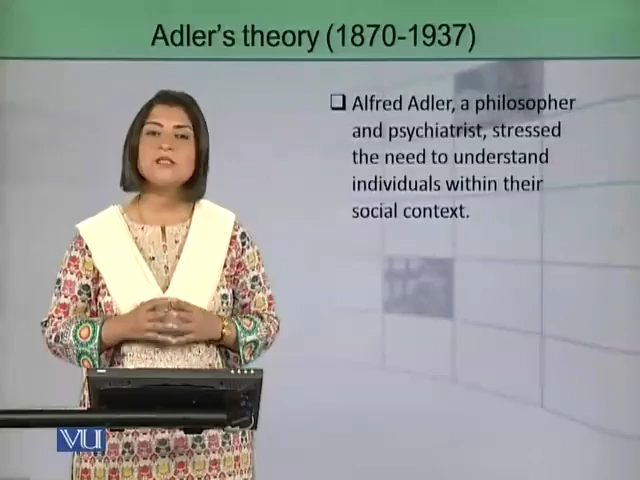 Adler's theory (1870-1937)
Alfred Adler, a philosopher
and psychiatrist, stressed
the need to understand
individuals within their
social context.
VU